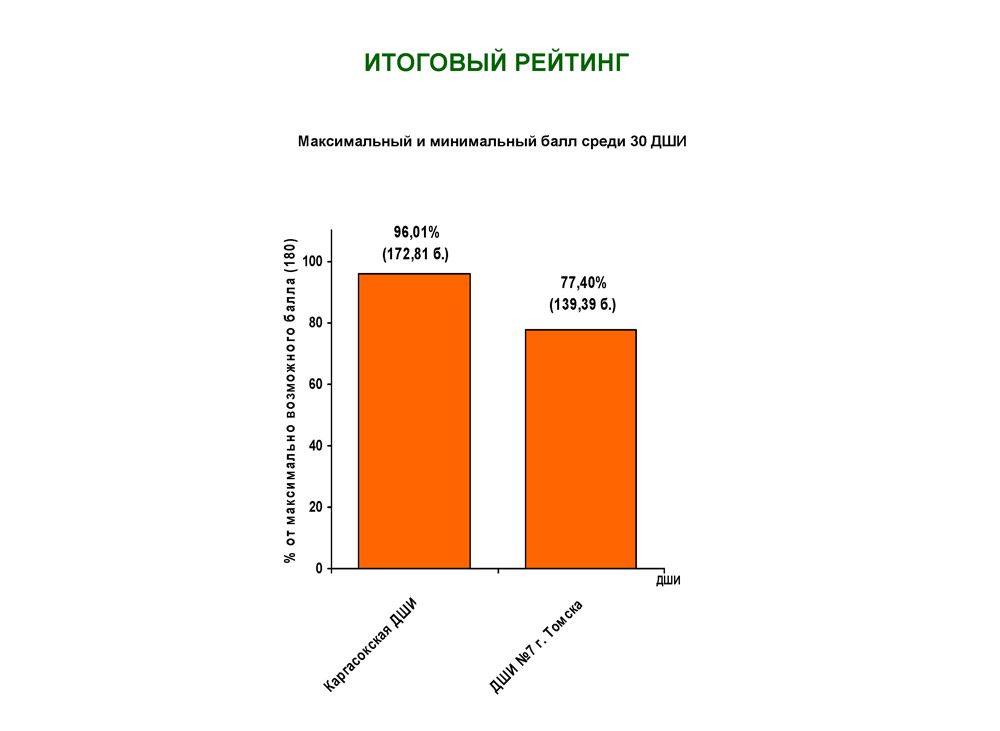 ИТОГОВЫЙ РЕЙТИНГ
Максимальный и минимальный балл среди 30 ДШИ
% от максимально возможного балла (180)
100
80
60
40
20
0
96,01%
(172,81 б.)
77,40%
(139,39 б.)
ДШИ
Каргасокская ДШИ
ДШИ №7 г. Томска